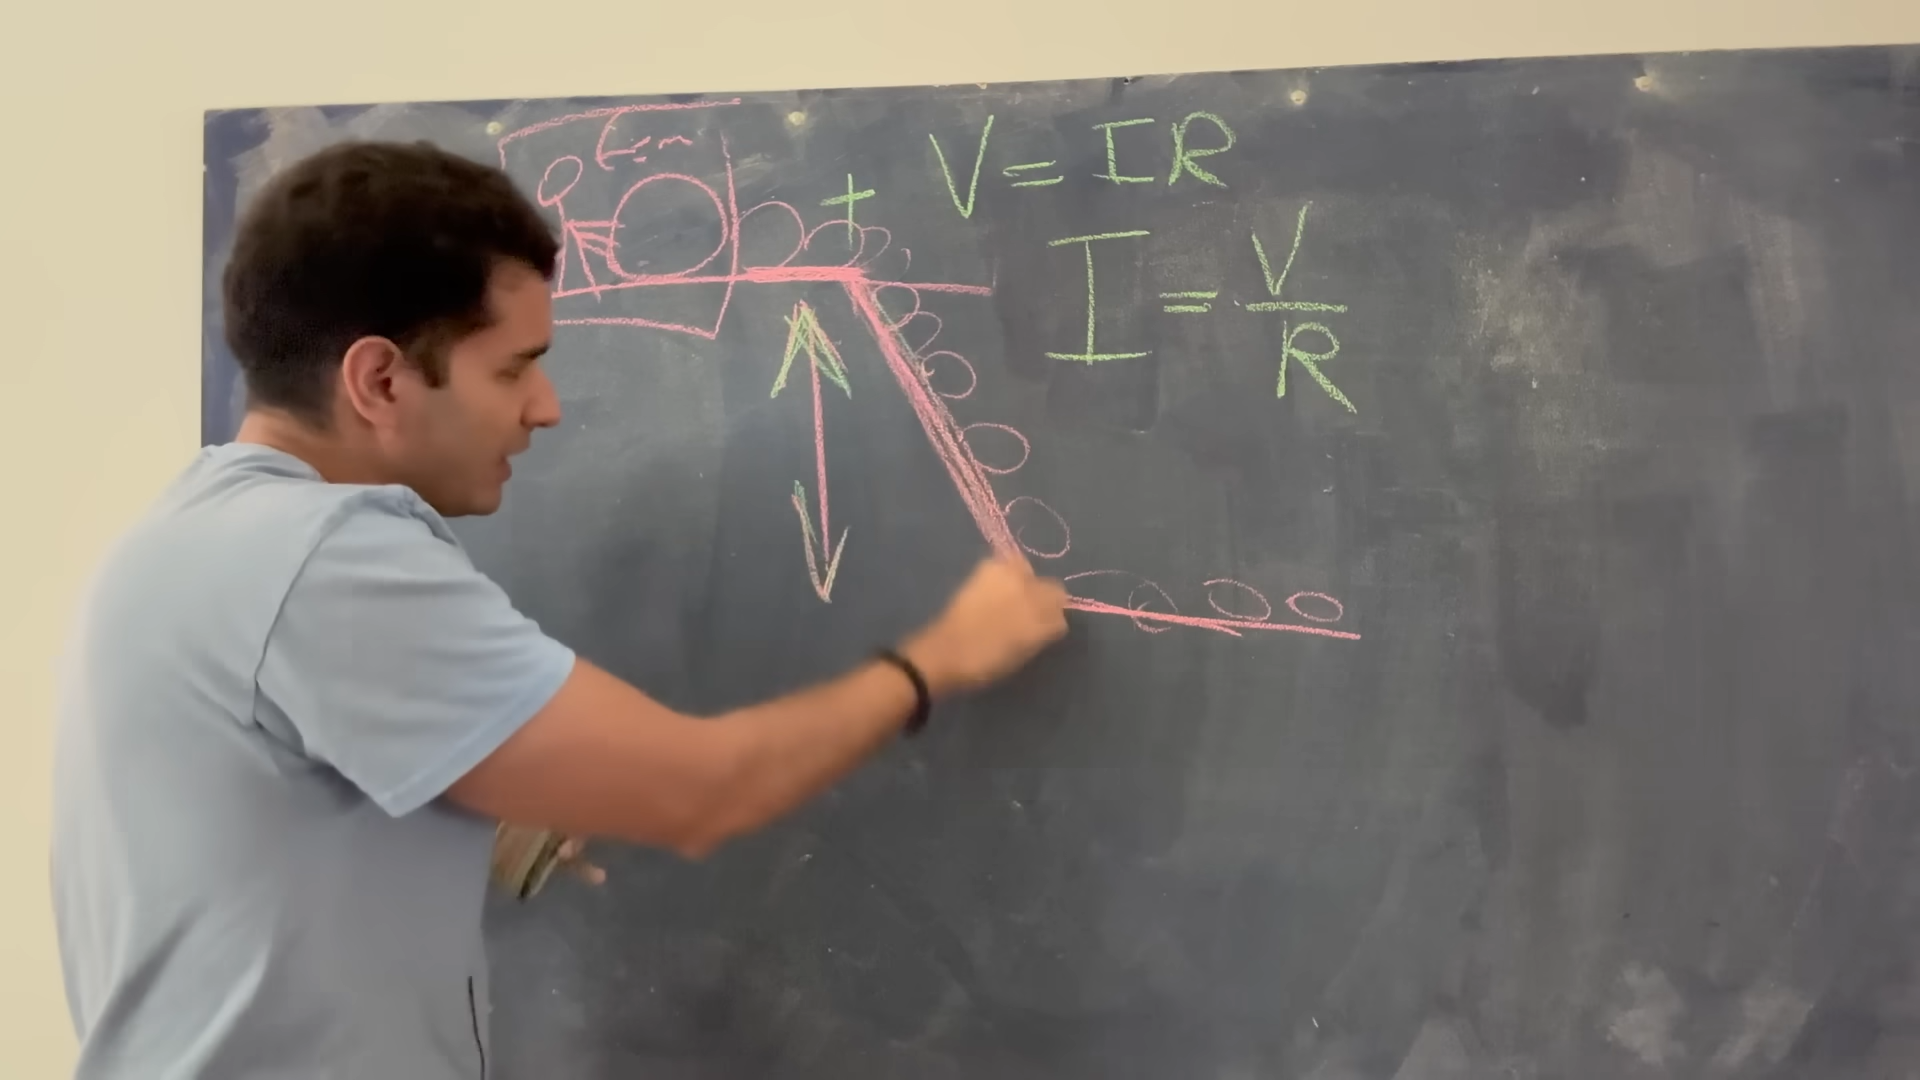 +
V = IR
I = V/R